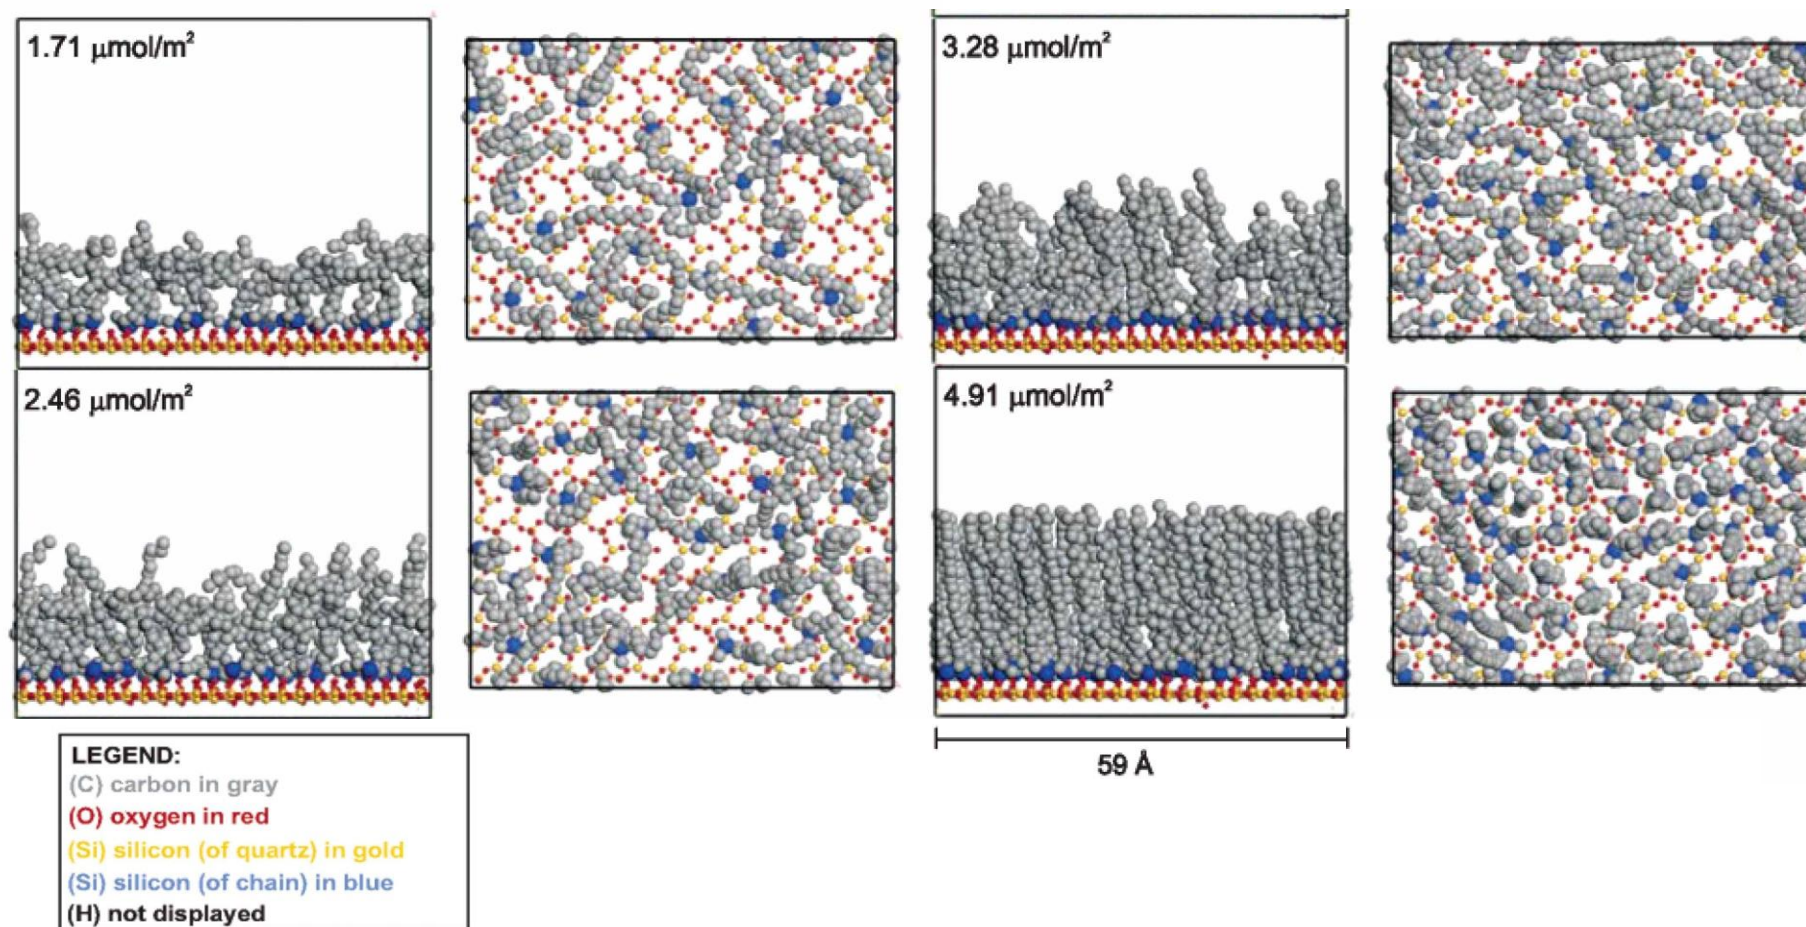 1.71 μmol/m²
3.28 μmol/m²
2.46 μmol/m²
4.91 μmol/m²
59 Å
LEGEND:
(C) carbon in gray
(O) oxygen in red
(Si) silicon (of quartz) in gold
(Si) silicon (of chain) in blue
(H) not displayed